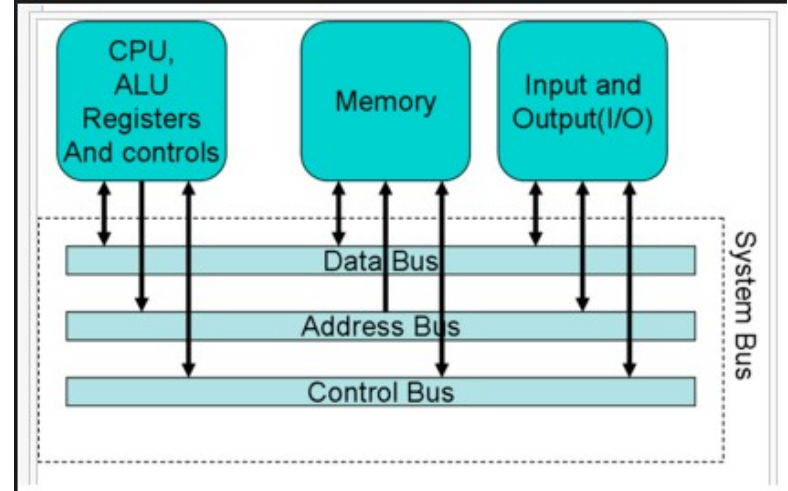 CPU,
ALU
Registers
And controls
Memory
Input and
Output(I/O)
Data Bus
Address Bus
Control Bus
System Bus